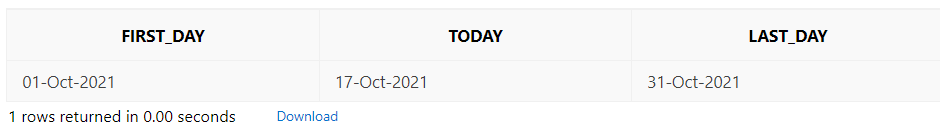 FIRST_DAY TODAY LAST_DAY
01-Oct-2021 17-Oct-2021 31-Oct-2021
1 rows returned in 0.00 seconds Download